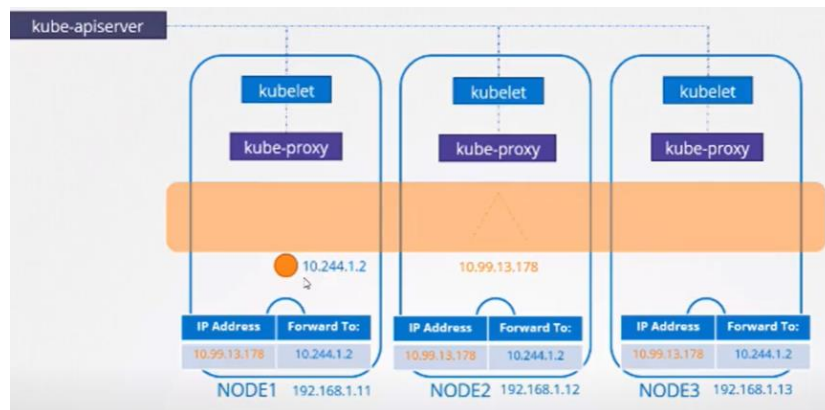 kube-apiserver
kubelet kubelet kubelet
kube-proxy kube-proxy kube-proxy
10.244.1.2 10.99.13.178
IP Address Forward To: IP Address Forward To: IP Address Forward To:
10.99.13.178 10.244.1.2 10.99.13.178 10.244.1.2 10.99.13.178 10.244.1.2
NODE1 192.168.1.11 NODE2 192.168.1.12 NODE3 192.168.1.13